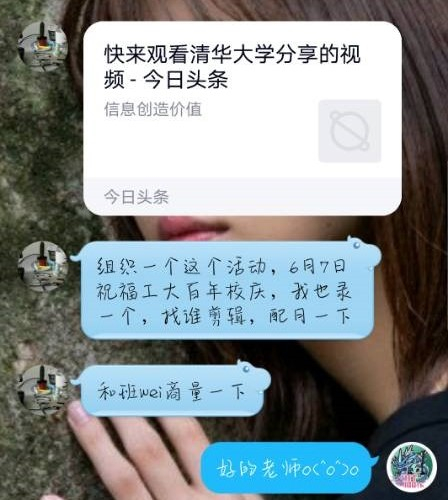 快来观看清华大学分享的视
频 - 今日头条
信息创造价值
今日头条
组织一个这个活动，6月7日
祝福工大百年校庆，我也录
一个，找谁剪辑，配月一下
和班wei商量一下
好的老师o(^o^)o